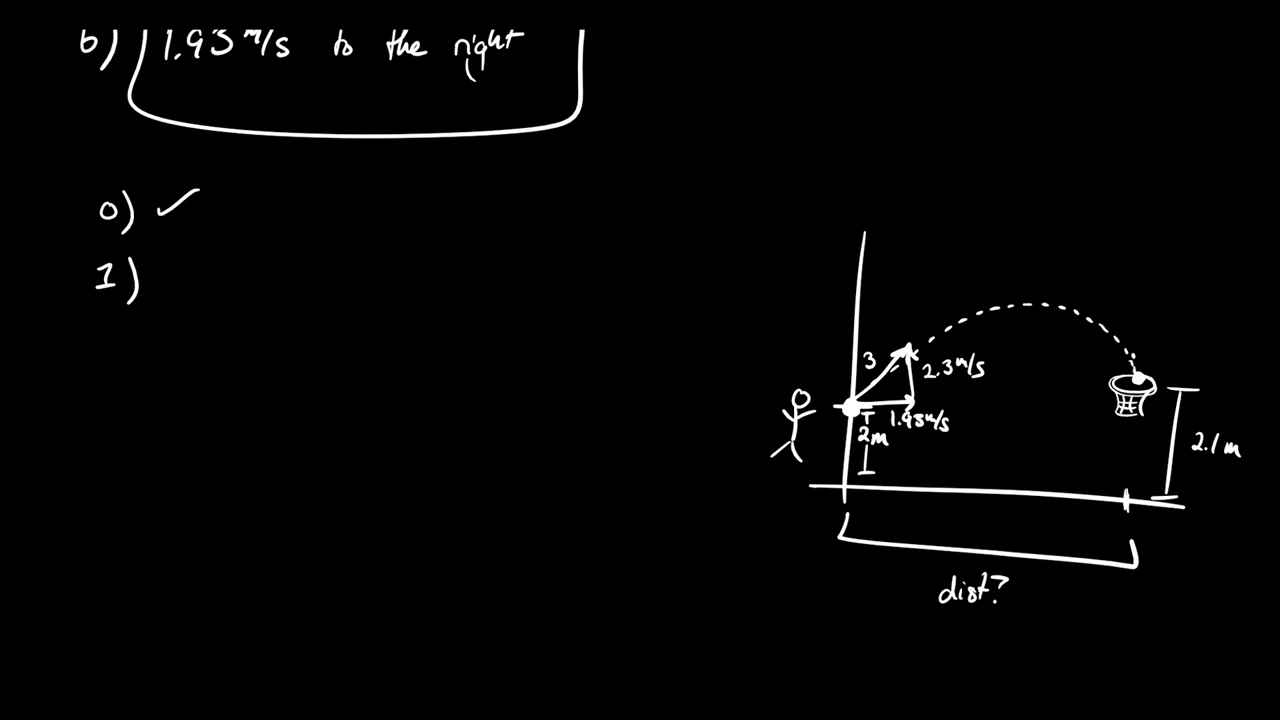 b) 1.93 m/s to the right
0) ✓
1)
3
2.3 m/s
1.93 m/s
2m
2.1 m
dist?